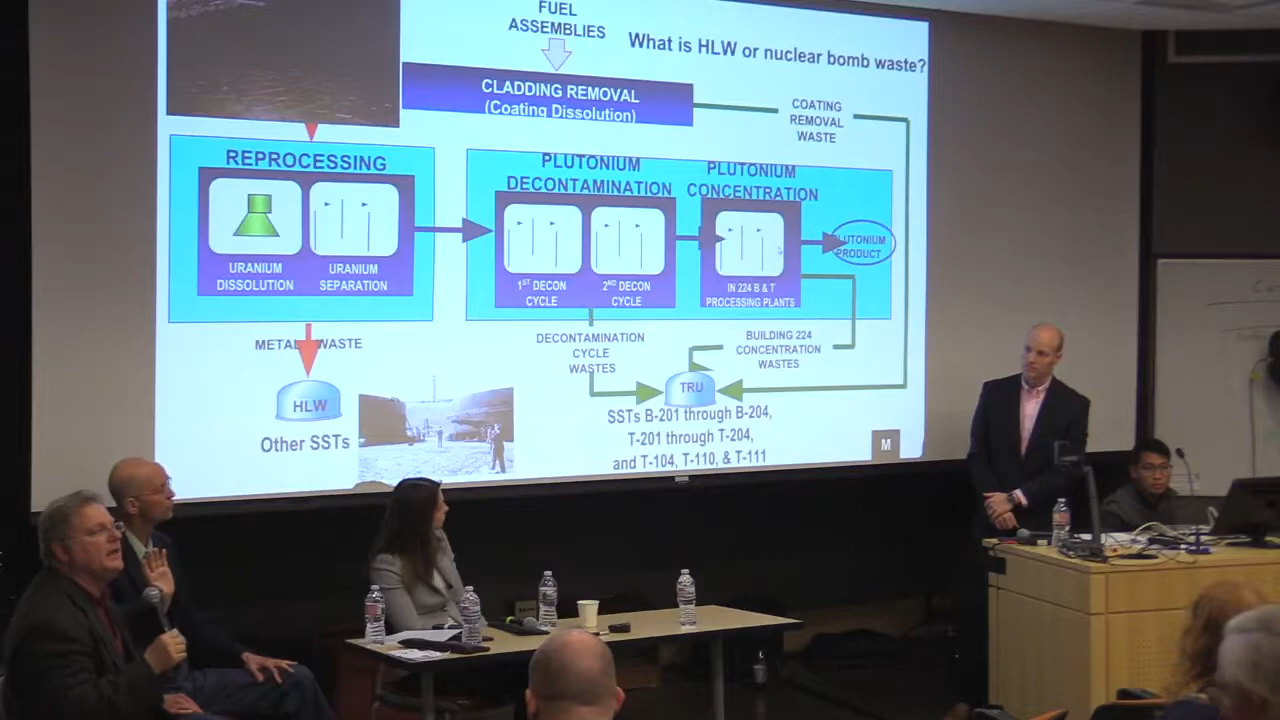 FUEL
ASSEMBLIES
What is HLW or nuclear bomb waste?
CLADDING REMOVAL
(Coating Dissolution)
COATING
REMOVAL
WASTE
REPROCESSING
URANIUM
DISSOLUTION
URANIUM
SEPARATION
PLUTONIUM
DECONTAMINATION
1ST DECON
CYCLE
2ND DECON
CYCLE
PLUTONIUM
CONCENTRATION
IN 224 B & T
PROCESSING PLANTS
PLUTONIUM
PRODUCT
METAL WASTE
HLW
Other SSTs
DECONTAMINATION
CYCLE
WASTES
BUILDING 224
CONCENTRATION
WASTES
TRU
SSTs B-201 through B-204,
T-201 through T-204,
and T-104, T-110, & T-111
M